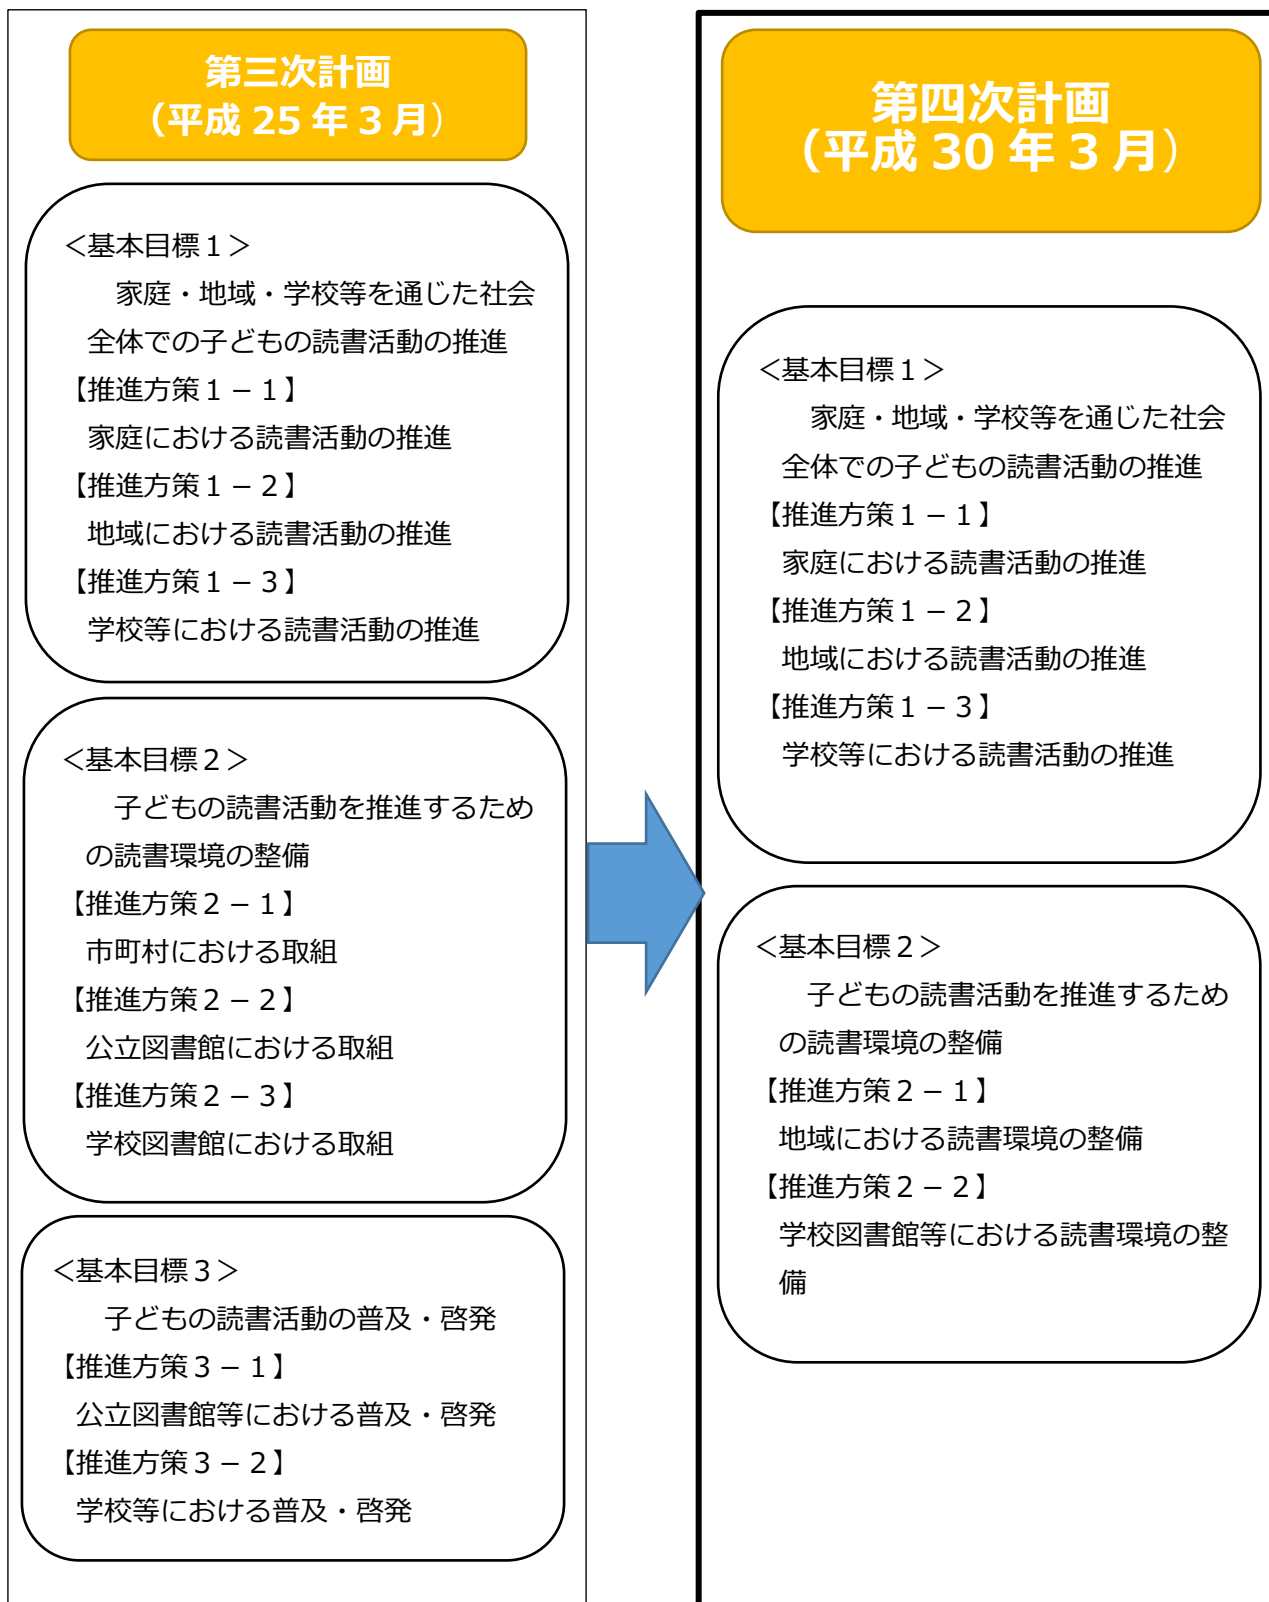 第三次計画
（平成 25 年 3 月）
＜基本目標１＞
家庭・地域・学校等を通じた社会
全体での子どもの読書活動の推進
【推進方策１－１】
家庭における読書活動の推進
【推進方策１－２】
地域における読書活動の推進
【推進方策１－３】
学校等における読書活動の推進
＜基本目標２＞
子どもの読書活動を推進するため
の読書環境の整備
【推進方策２－１】
市町村における取組
【推進方策２－２】
公立図書館における取組
【推進方策２－３】
学校図書館における取組
＜基本目標３＞
子どもの読書活動の普及・啓発
【推進方策３－１】
公立図書館等における普及・啓発
【推進方策３－２】
学校等における普及・啓発
第四次計画
（平成 30 年 3 月）
＜基本目標１＞
家庭・地域・学校等を通じた社会
全体での子どもの読書活動の推進
【推進方策１－１】
家庭における読書活動の推進
【推進方策１－２】
地域における読書活動の推進
【推進方策１－３】
学校等における読書活動の推進
＜基本目標２＞
子どもの読書活動を推進するため
の読書環境の整備
【推進方策２－１】
地域における読書環境の整備
【推進方策２－２】
学校図書館等における読書環境の整
備